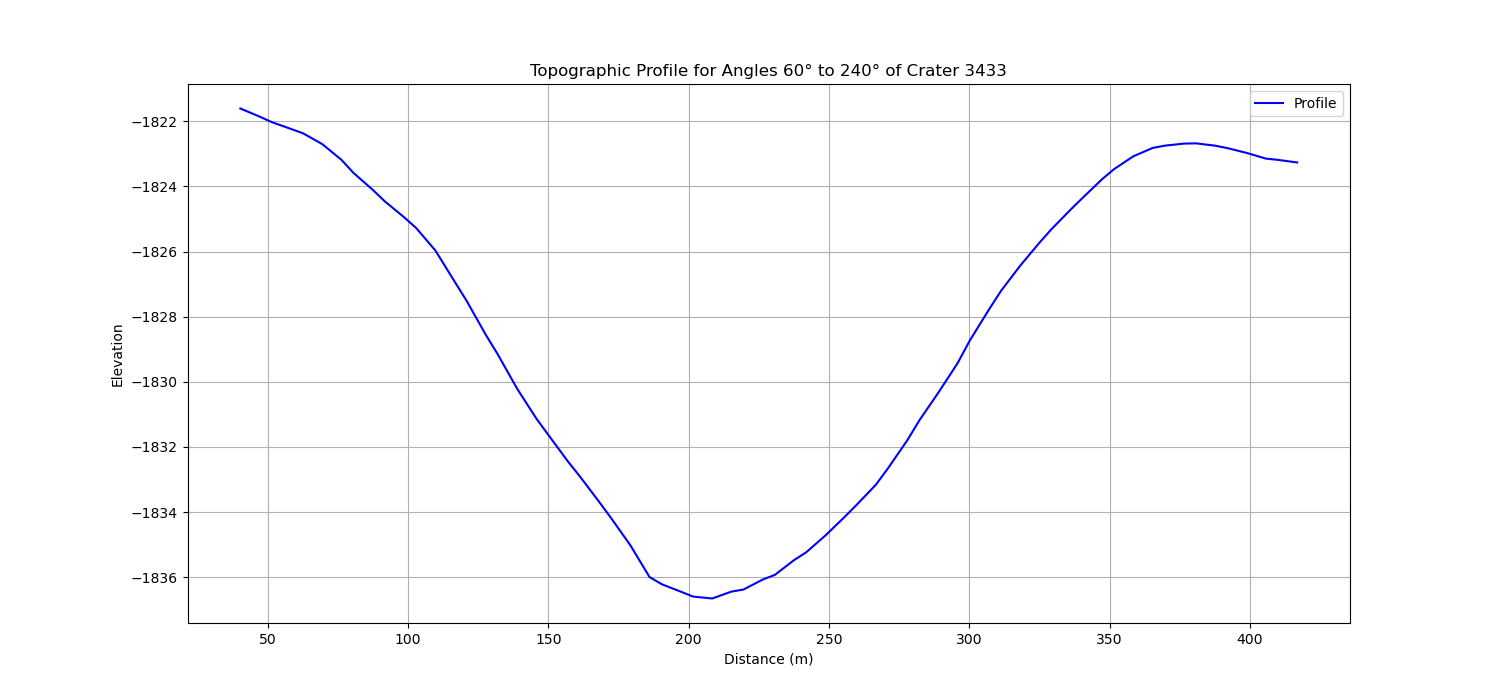 Topographic Profile for Angles 60° to 240° of Crater 3433
Profile
−1822
−1824
−1826
−1828
−1830
−1832
−1834
−1836
Elevation
50 100 150 200 250 300 350 400
Distance (m)